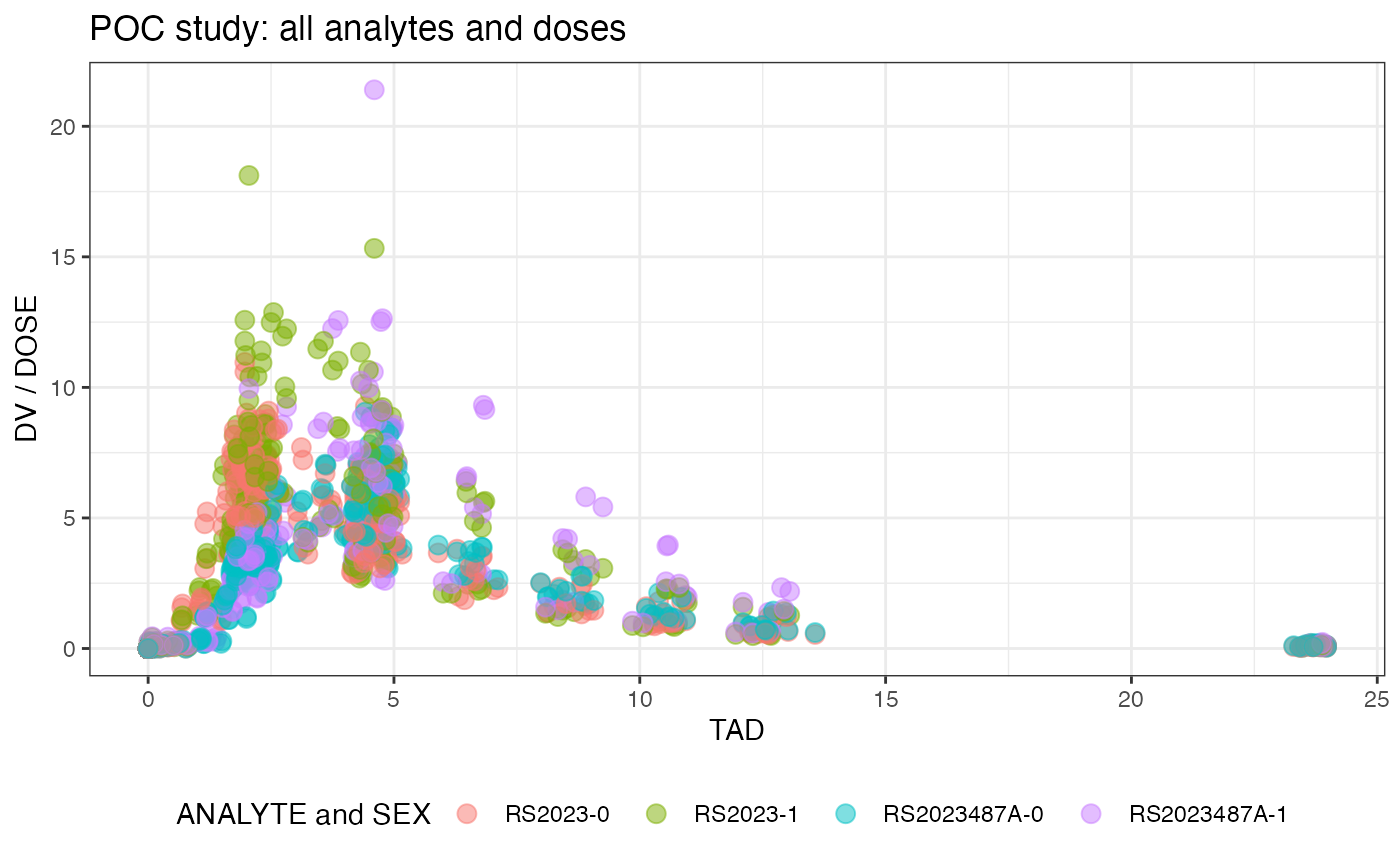 POC study: all analytes and doses
DV / DOSE
20
15
10
5
0
0 5 10 15 20 25
TAD
ANALYTE and SEX RS2023-0 RS2023-1 RS2023487A-0 RS2023487A-1